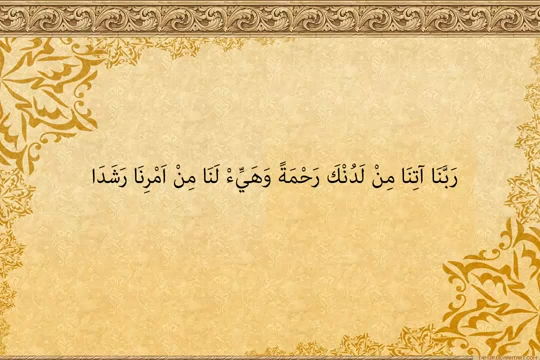 رَبَّنَا آتِنَا مِنْ لَدُنْكَ رَحْمَةً وَهَيِّءْ لَنَا مِنْ اَمْرِنَا رَشَدَا